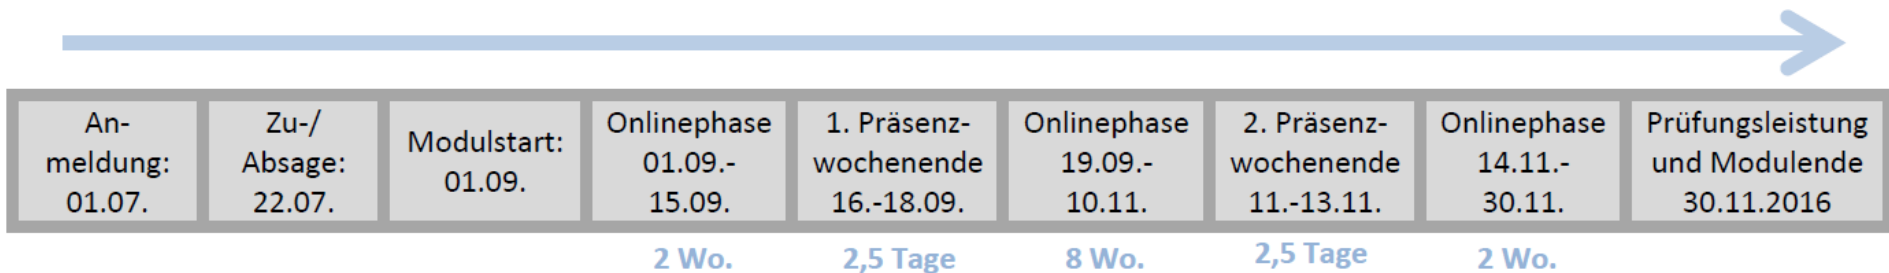 An-
meldung:
01.07.
Zu-/
Absage:
22.07.
Modulstart:
01.09.
Onlinephase
01.09.-
15.09.
1. Präsenz-
wochenende
16.-18.09.
Onlinephase
19.09.-
10.11.
2. Präsenz-
wochenende
11.-13.11.
Onlinephase
14.11.-
30.11.
Prüfungsleistung
und Modulende
30.11.2016
2 Wo.
2,5 Tage
8 Wo.
2,5 Tage
2 Wo.